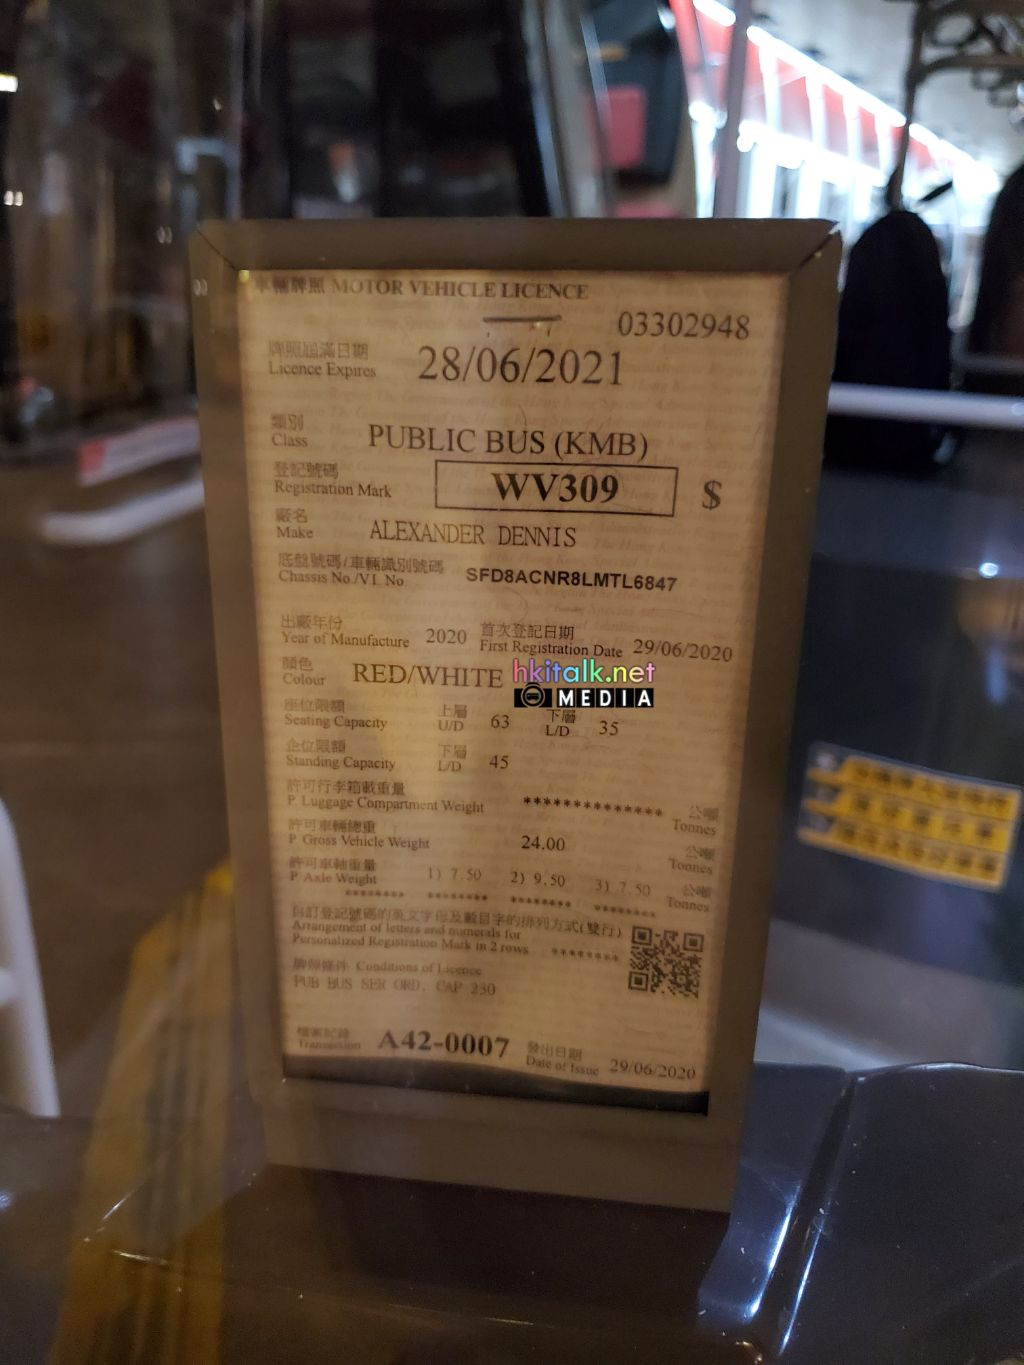 車輛牌照 MOTOR VEHICLE LICENCE
03302948
牌照屆滿日期
Licence Expires 28/06/2021
類別
Class PUBLIC BUS (KMB)
登記號碼
Registration Mark WV309 $
廠名
Make ALEXANDER DENNIS
底盤號碼/車輛識別號碼
Chassis No./V.I. No SFD8ACNR8LMTL6847
出廠年份 首次登記日期
Year of Manufacture 2020 First Registration Date 29/06/2020
顏色
Colour RED/WHITE
hkitalk.net
MEDIA
座位限額 上層 下層
Seating Capacity U/D 63 L/D 35
企位限額 下層
Standing Capacity L/D 45
許可行李箱載重量 公噸
P. Luggage Compartment Weight ************** Tonnes
許可車輛總重 公噸
P. Gross Vehicle Weight 24.00 Tonnes
許可車軸重量 公噸
P. Axle Weight 1) 7.50 2) 9.50 3) 7.50 Tonnes
******** ******** ******** ********
自訂登記號碼的英文字母及數目字的排列方式(雙行)
Arrangement of letters and numerals for
Personalized Registration Mark in 2 rows ********
牌照條件 Conditions of Licence
PUB BUS SER ORD, CAP 230
檔案記錄 發出日期
Transaction A42-0007 Date of Issue 29/06/2020